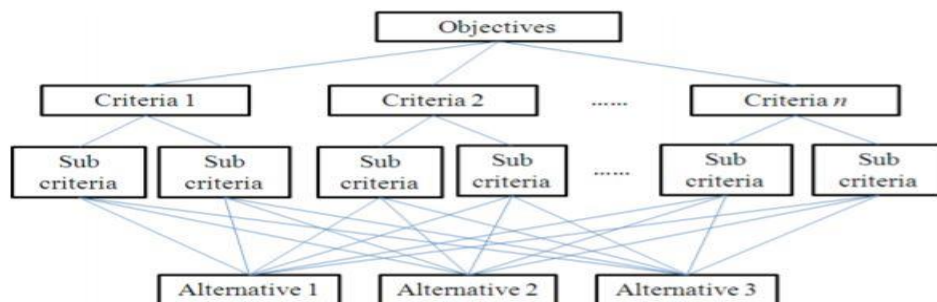 Objectives
Criteria 1
Criteria 2
......
Criteria n
Sub
criteria
Sub
criteria
Sub
criteria
Sub
criteria
......
Sub
criteria
Sub
criteria
Alternative 1
Alternative 2
Alternative 3